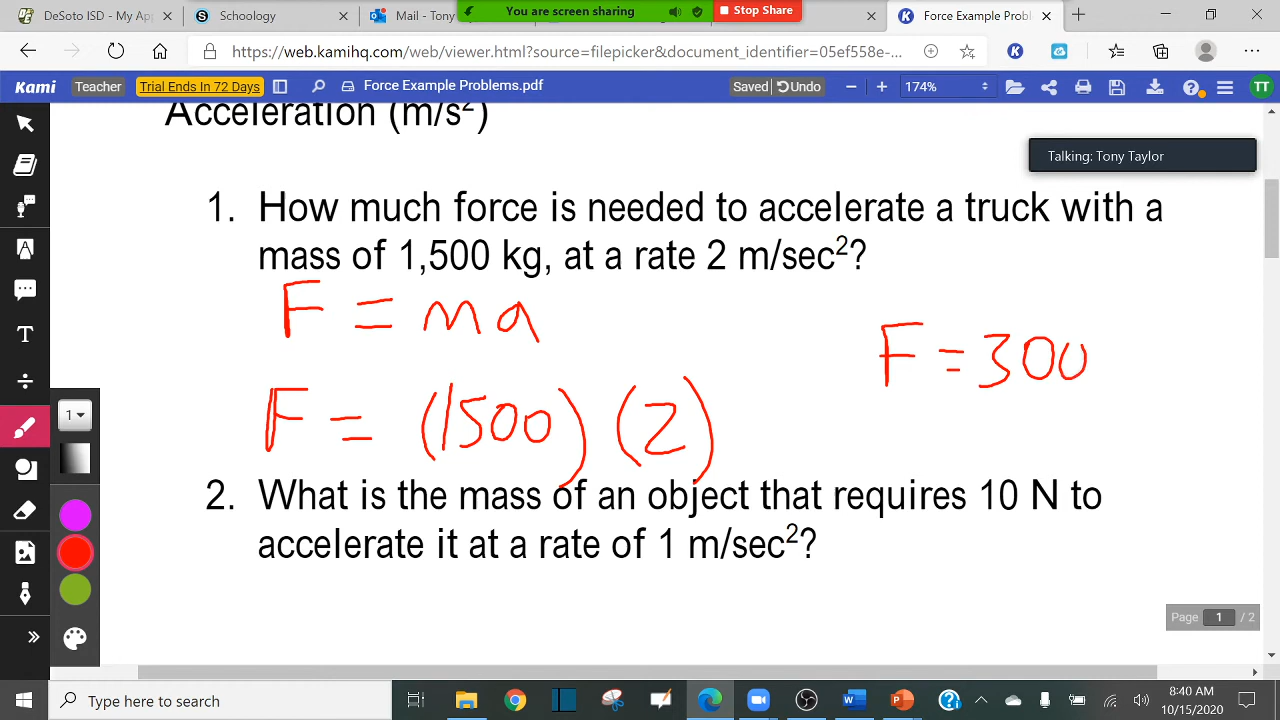 DeSoto Co
Schoology
Mail - Tony
You are screen sharing
Stop Share
Force Example Probl
https://web.kamihq.com/web/viewer.html?source=filepicker&document_identifier=05ef558e-...
Kami
Teacher
Trial Ends In 72 Days
Force Example Problems.pdf
Saved
Undo
174%
TT
Acceleration (m/s²)
Talking: Tony Taylor
1. How much force is needed to accelerate a truck with a
mass of 1,500 kg, at a rate 2 m/sec²?
F = ma
F = 300
F = (1500) (2)
1
2. What is the mass of an object that requires 10 N to
accelerate it at a rate of 1 m/sec²?
Page 1 / 2
Type here to search
8:40 AM
10/15/2020